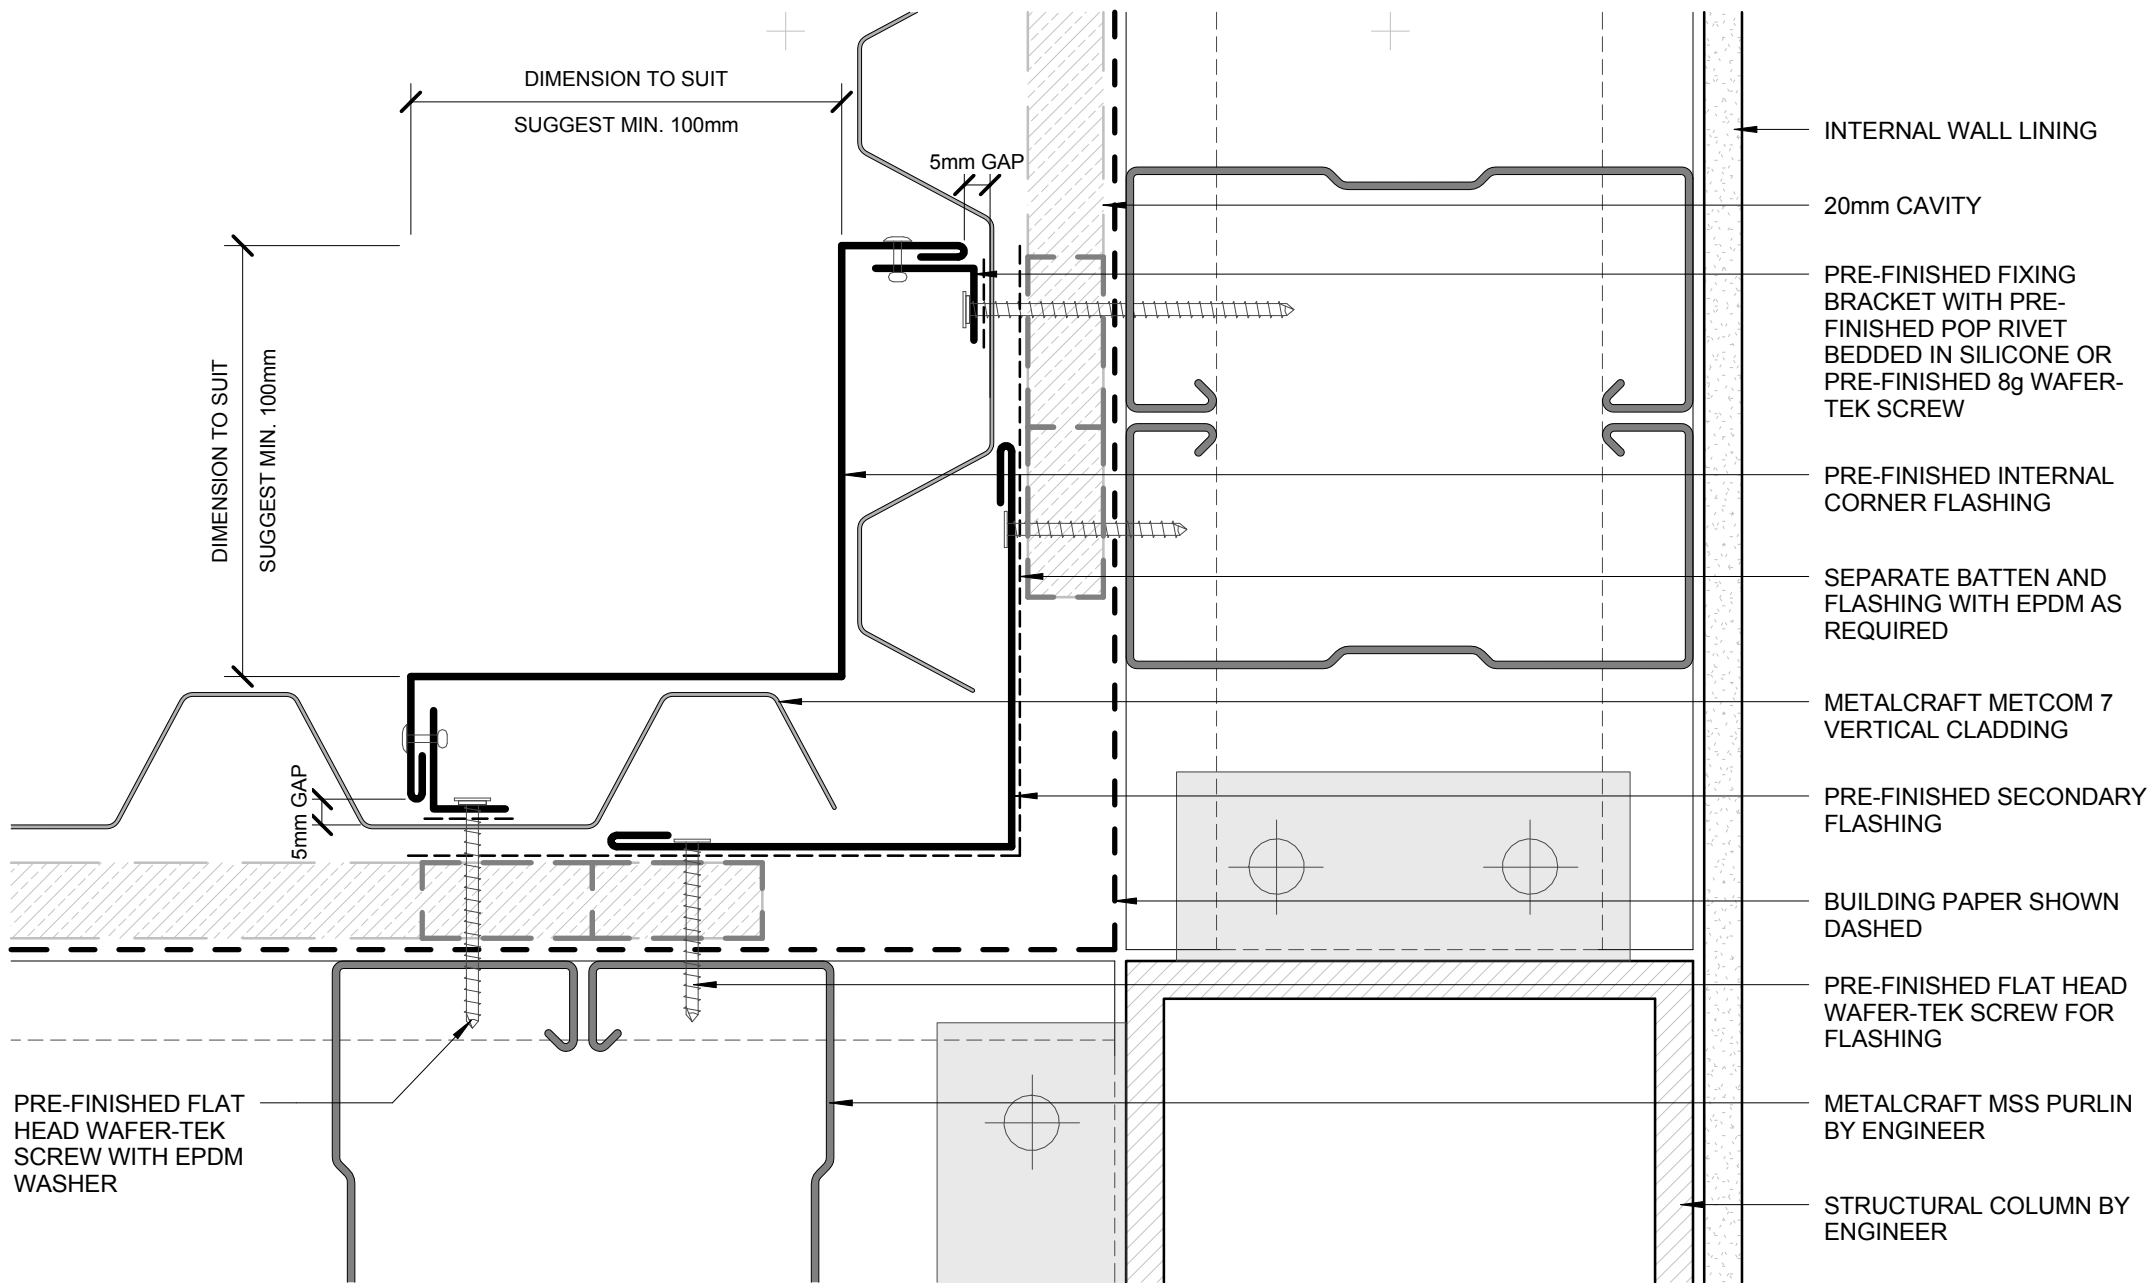 DIMENSION TO SUIT
SUGGEST MIN. 100mm
5mm GAP
DIMENSION TO SUIT
SUGGEST MIN. 100mm
5mm GAP
PRE-FINISHED FLAT
HEAD WAFER-TEK
SCREW WITH EPDM
WASHER
INTERNAL WALL LINING
20mm CAVITY
PRE-FINISHED FIXING
BRACKET WITH PRE-
FINISHED POP RIVET
BEDDED IN SILICONE OR
PRE-FINISHED 8g WAFER-
TEK SCREW
PRE-FINISHED INTERNAL
CORNER FLASHING
SEPARATE BATTEN AND
FLASHING WITH EPDM AS
REQUIRED
METALCRAFT METCOM 7
VERTICAL CLADDING
PRE-FINISHED SECONDARY
FLASHING
BUILDING PAPER SHOWN
DASHED
PRE-FINISHED FLAT HEAD
WAFER-TEK SCREW FOR
FLASHING
METALCRAFT MSS PURLIN
BY ENGINEER
STRUCTURAL COLUMN BY
ENGINEER